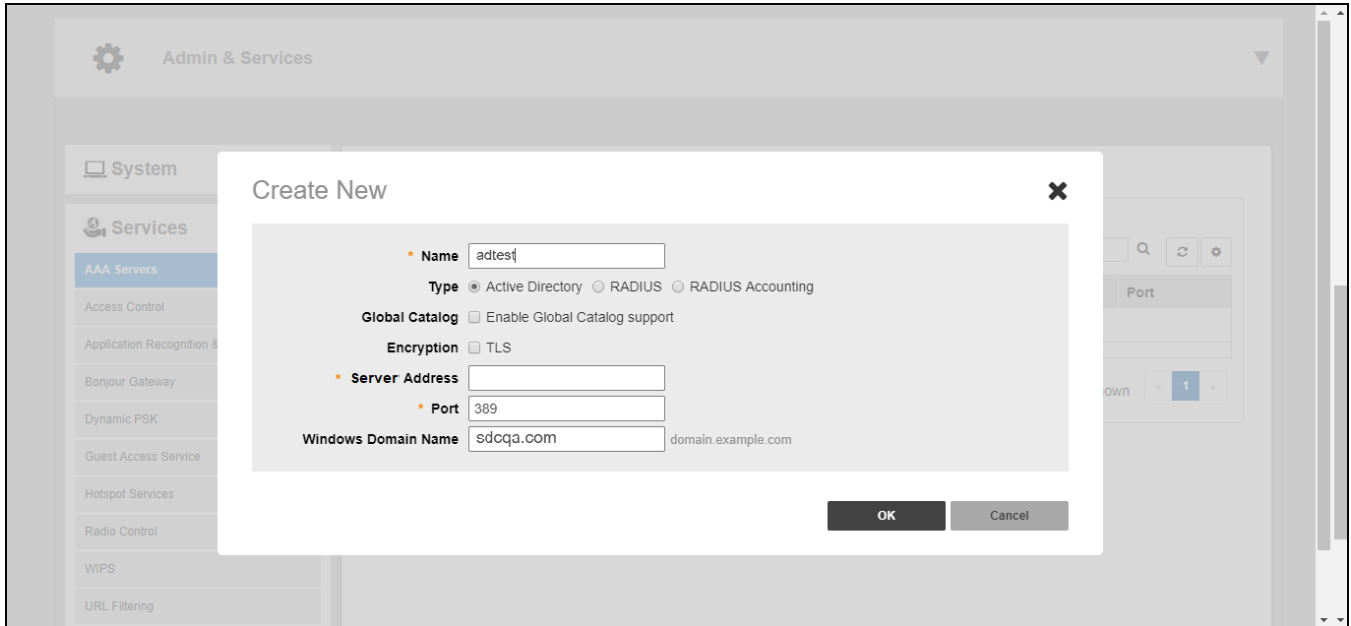 Admin & Services
System
Services
AAA Servers
Access Control
Application Recognition &
Bonjour Gateway
Dynamic PSK
Guest Access Service
Hotspot Services
Radio Control
WIPS
URL Filtering
Create New
* Name adtest
Type Active Directory RADIUS RADIUS Accounting
Global Catalog Enable Global Catalog support
Encryption TLS
* Server Address
* Port 389
Windows Domain Name sdcqa.com domain.example.com
OK Cancel
Port
own « 1 »